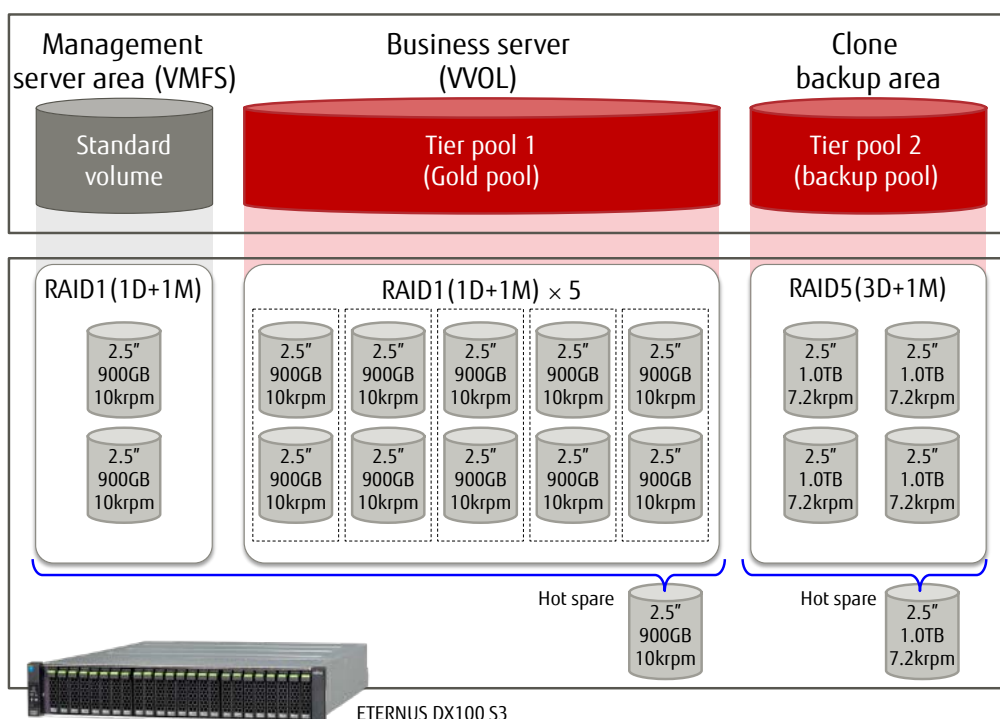 Management
server area (VMFS)
Business server
(VVOL)
Clone
backup area
Standard
volume
Tier pool 1
(Gold pool)
Tier pool 2
(backup pool)
RAID1(1D+1M)
RAID1(1D+1M) × 5
RAID5(3D+1M)
2.5"
900GB
10krpm
2.5"
900GB
10krpm
2.5"
900GB
10krpm
2.5"
900GB
10krpm
2.5"
900GB
10krpm
2.5"
900GB
10krpm
2.5"
900GB
10krpm
2.5"
900GB
10krpm
2.5"
900GB
10krpm
2.5"
900GB
10krpm
2.5"
900GB
10krpm
2.5"
900GB
10krpm
2.5"
1.0TB
7.2krpm
2.5"
1.0TB
7.2krpm
2.5"
1.0TB
7.2krpm
2.5"
1.0TB
7.2krpm
Hot spare
2.5"
900GB
10krpm
Hot spare
2.5"
1.0TB
7.2krpm
ETERNUS DX100 S3